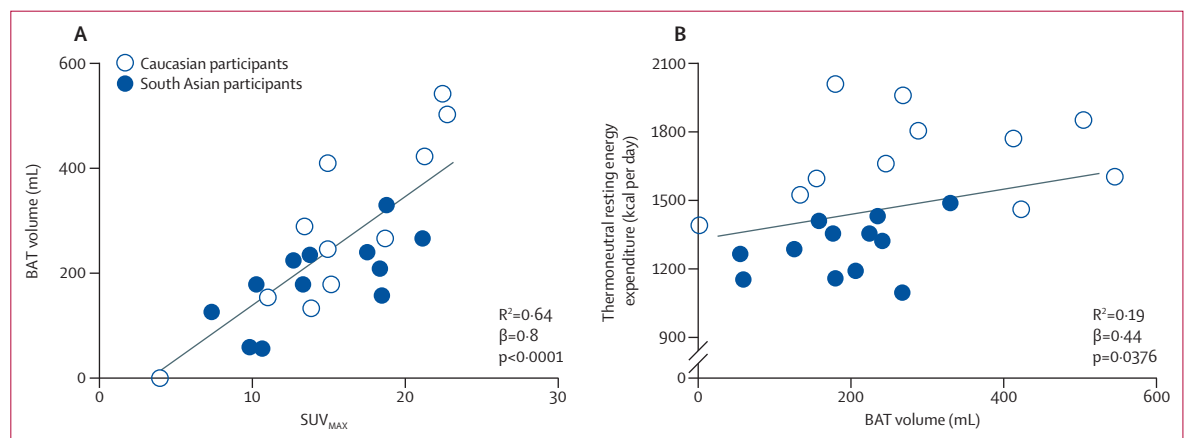 A
Caucasian participants
South Asian participants
600
400
200
0
BAT volume (mL)
0
10
20
30
SUVMAX
R²=0·64
β=0·8
p<0·0001
B
2100
1800
1500
1200
900
0
Thermoneutral resting energy
expenditure (kcal per day)
0
200
400
600
BAT volume (mL)
R²=0·19
β=0·44
p=0·0376